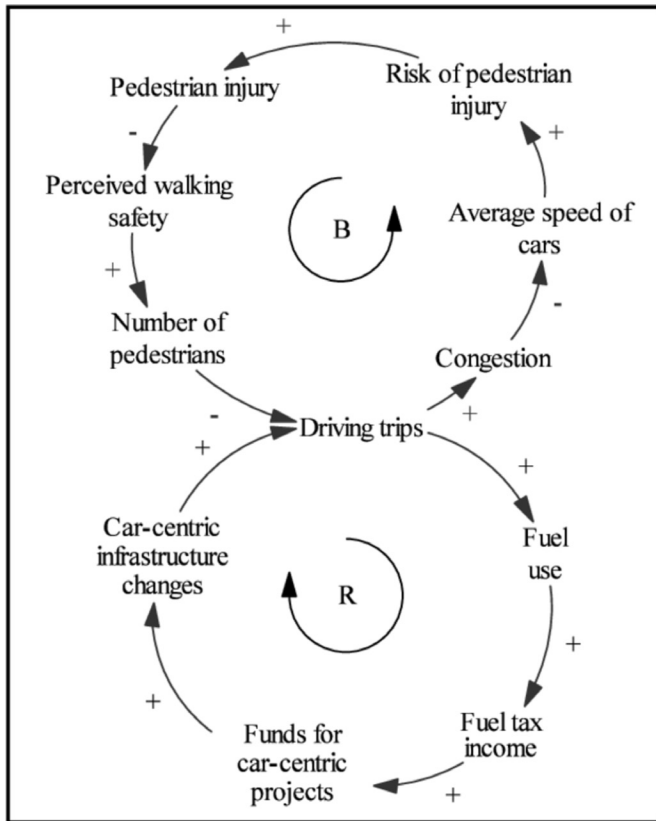 +
Pedestrian injury
Risk of pedestrian
injury
-
+
Perceived walking
safety
B
Average speed of
cars
+
-
Number of
pedestrians
Congestion
-
+
Driving trips
+
+
Car-centric
infrastructure
changes
Fuel
use
R
+
+
Funds for
car-centric
projects
Fuel tax
income
+